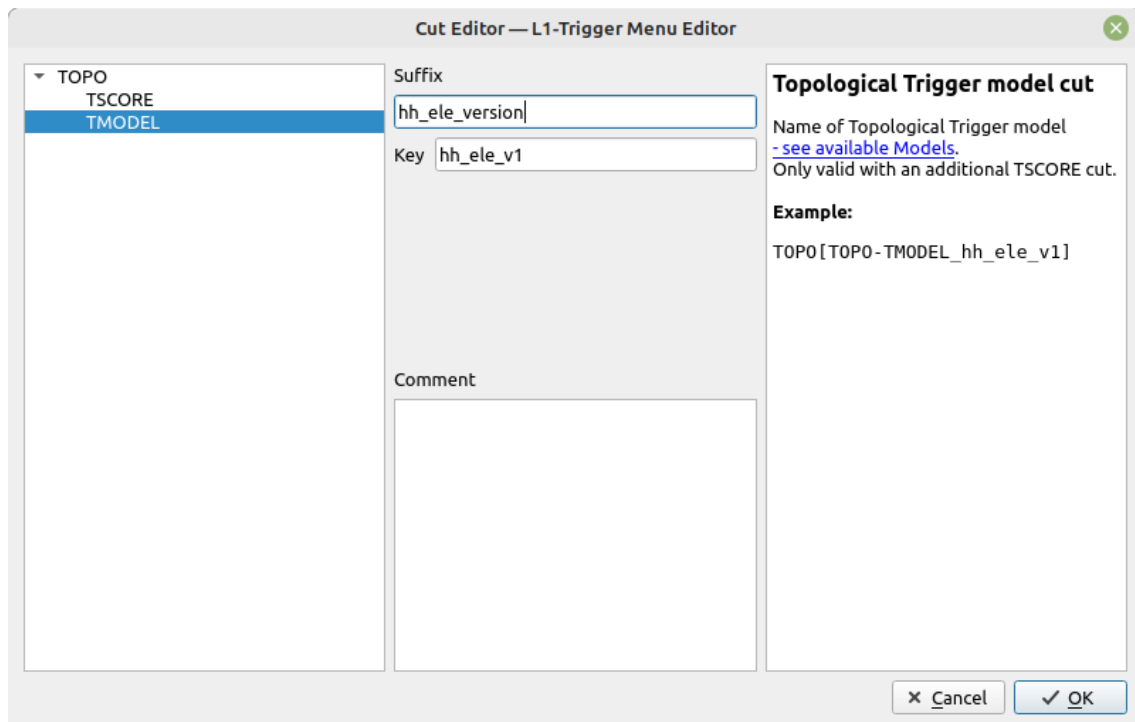 Cut Editor — L1-Trigger Menu Editor
TOPO
TSCORE
TMODEL
Suffix
hh_ele_version
Key hh_ele_v1
Comment
Topological Trigger model cut
Name of Topological Trigger model
- see available Models.
Only valid with an additional TSCORE cut.
Example:
TOPO[TOPO-TMODEL_hh_ele_v1]
Cancel
OK